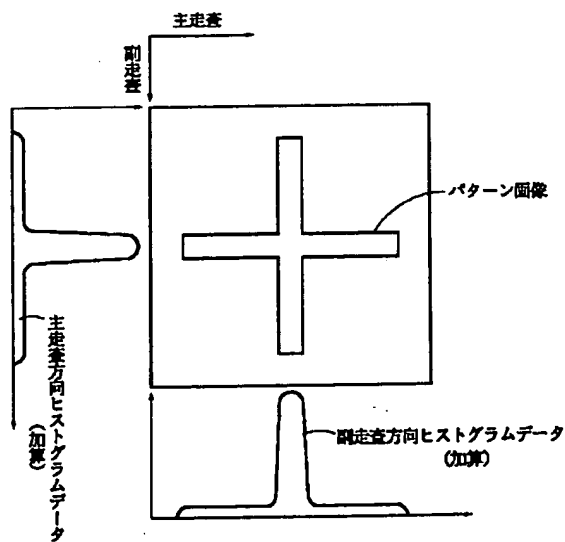 主走査
副走査
パターン画像
主走査方向ヒストグラムデータ
(加算)
副走査方向ヒストグラムデータ
(加算)